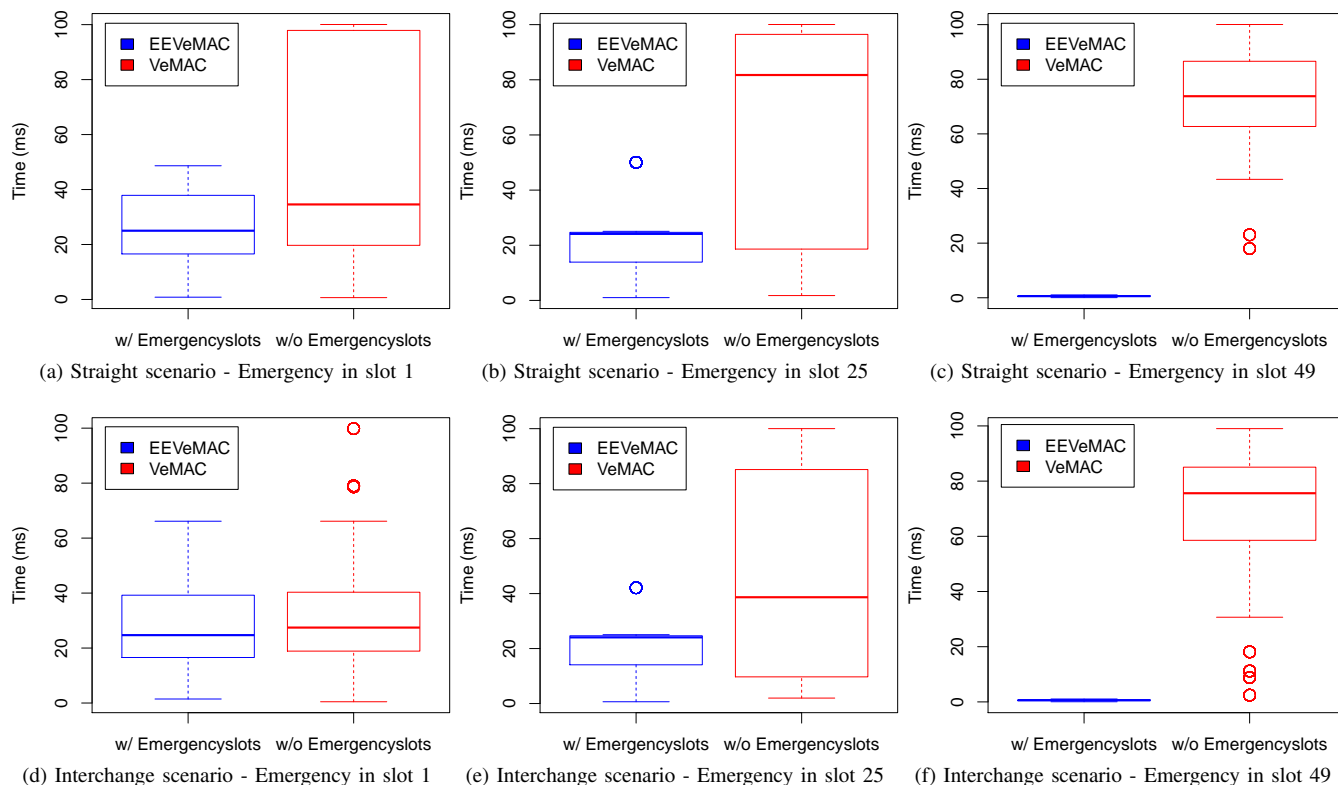 100
80
60
40
20
0
Time (ms)
EEVeMAC
VeMAC
w/ Emergencyslots
w/o Emergencyslots
(a) Straight scenario - Emergency in slot 1
100
80
60
40
20
0
Time (ms)
EEVeMAC
VeMAC
w/ Emergencyslots
w/o Emergencyslots
(b) Straight scenario - Emergency in slot 25
100
80
60
40
20
0
Time (ms)
EEVeMAC
VeMAC
w/ Emergencyslots
w/o Emergencyslots
(c) Straight scenario - Emergency in slot 49
100
80
60
40
20
0
Time (ms)
EEVeMAC
VeMAC
w/ Emergencyslots
w/o Emergencyslots
(d) Interchange scenario - Emergency in slot 1
100
80
60
40
20
0
Time (ms)
EEVeMAC
VeMAC
w/ Emergencyslots
w/o Emergencyslots
(e) Interchange scenario - Emergency in slot 25
100
80
60
40
20
0
Time (ms)
EEVeMAC
VeMAC
w/ Emergencyslots
w/o Emergencyslots
(f) Interchange scenario - Emergency in slot 49